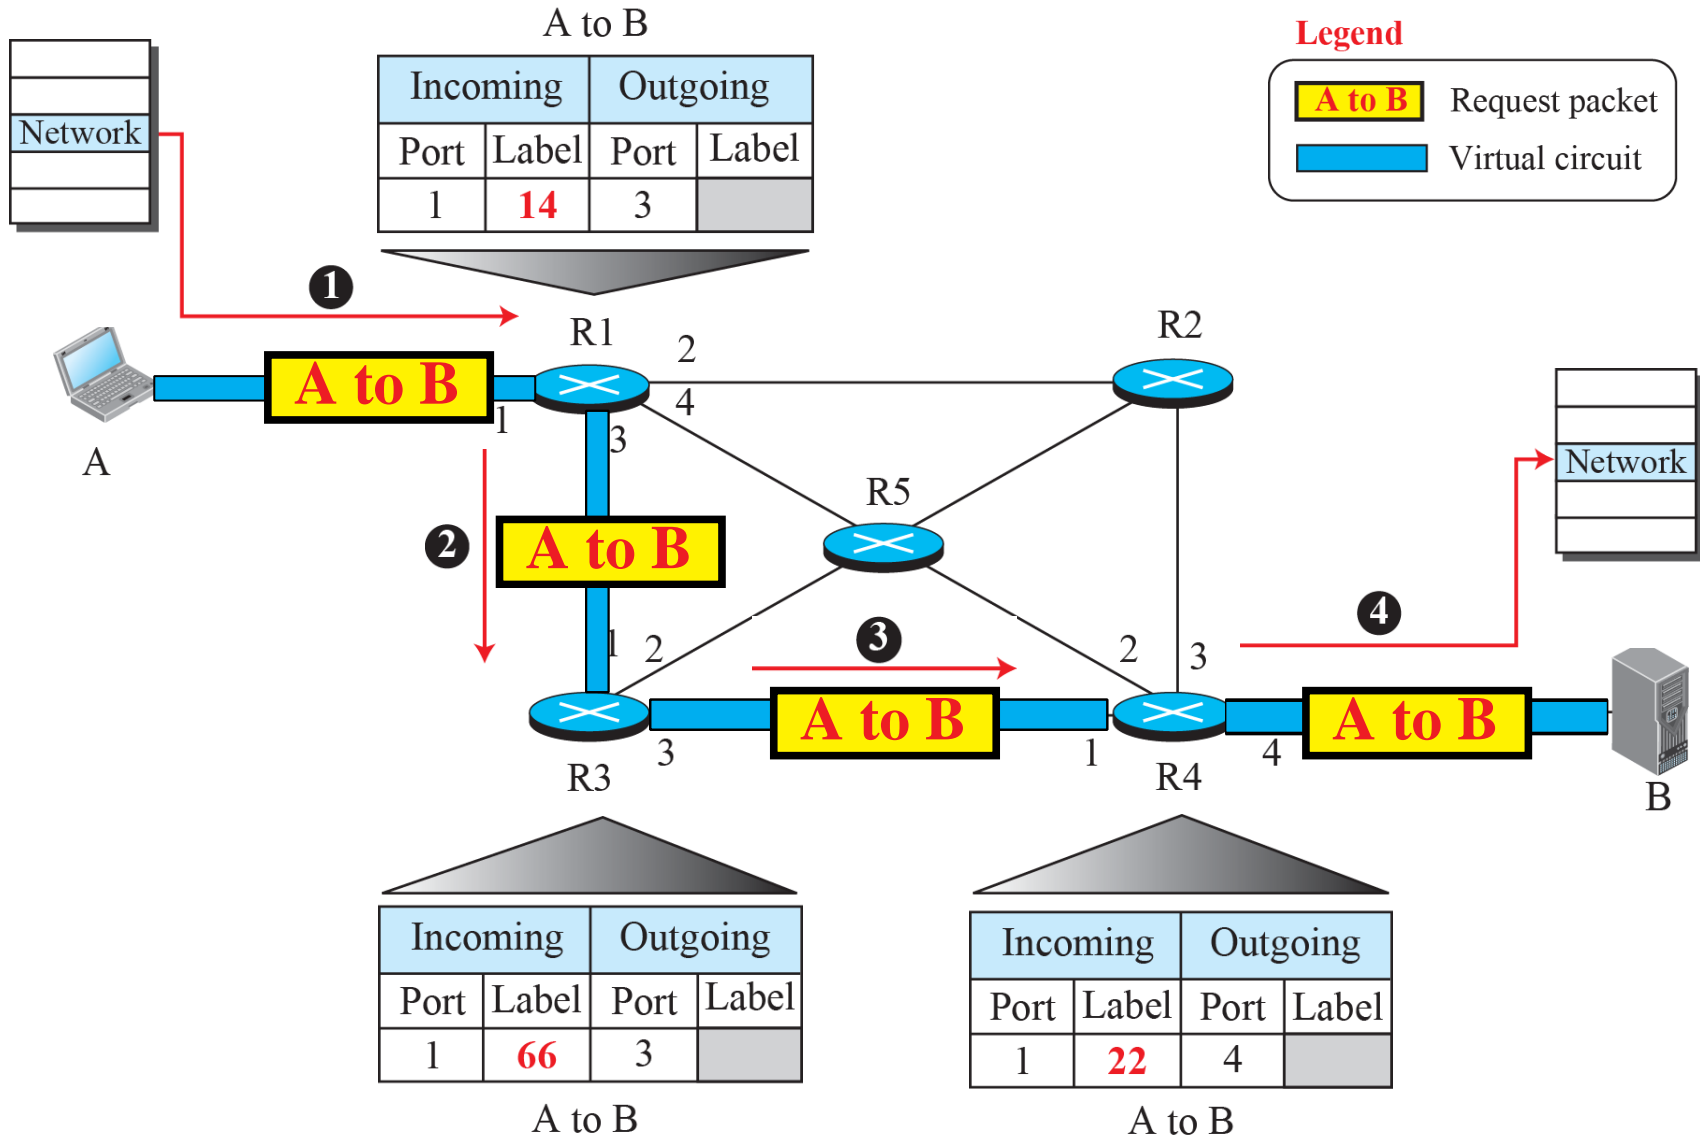 A to B
Legend
Incoming Outgoing
A to B Request packet
Network
Port Label Port Label
Virtual circuit
1 14 3
1
R1
R2
2
A to B
4
1
3
A
Network
R5
2
A to B
4
3
1
2
2
3
A to B
A to B
3
1
4
R3
R4
B
Incoming Outgoing
Port Label Port Label
1 66 3
A to B
Incoming Outgoing
Port Label Port Label
1 22 4
A to B